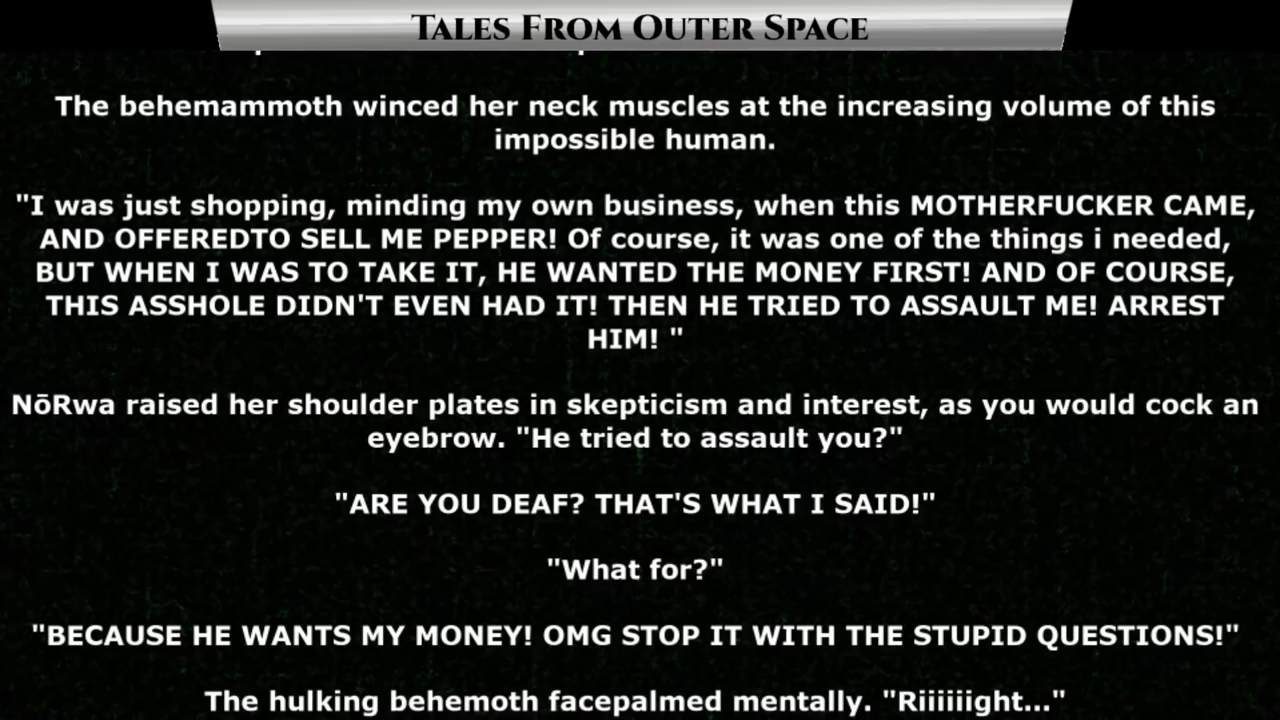 Tales From Outer Space
The behemammoth winced her neck muscles at the increasing volume of this
impossible human.
"I was just shopping, minding my own business, when this MOTHERFUCKER CAME,
AND OFFEREDTO SELL ME PEPPER! Of course, it was one of the things i needed,
BUT WHEN I WAS TO TAKE IT, HE WANTED THE MONEY FIRST! AND OF COURSE,
THIS ASSHOLE DIDN'T EVEN HAD IT! THEN HE TRIED TO ASSAULT ME! ARREST
HIM! "
NōRwa raised her shoulder plates in skepticism and interest, as you would cock an
eyebrow. "He tried to assault you?"
"ARE YOU DEAF? THAT'S WHAT I SAID!"
"What for?"
"BECAUSE HE WANTS MY MONEY! OMG STOP IT WITH THE STUPID QUESTIONS!"
The hulking behemoth facepalmed mentally. "Riiiiiight..."